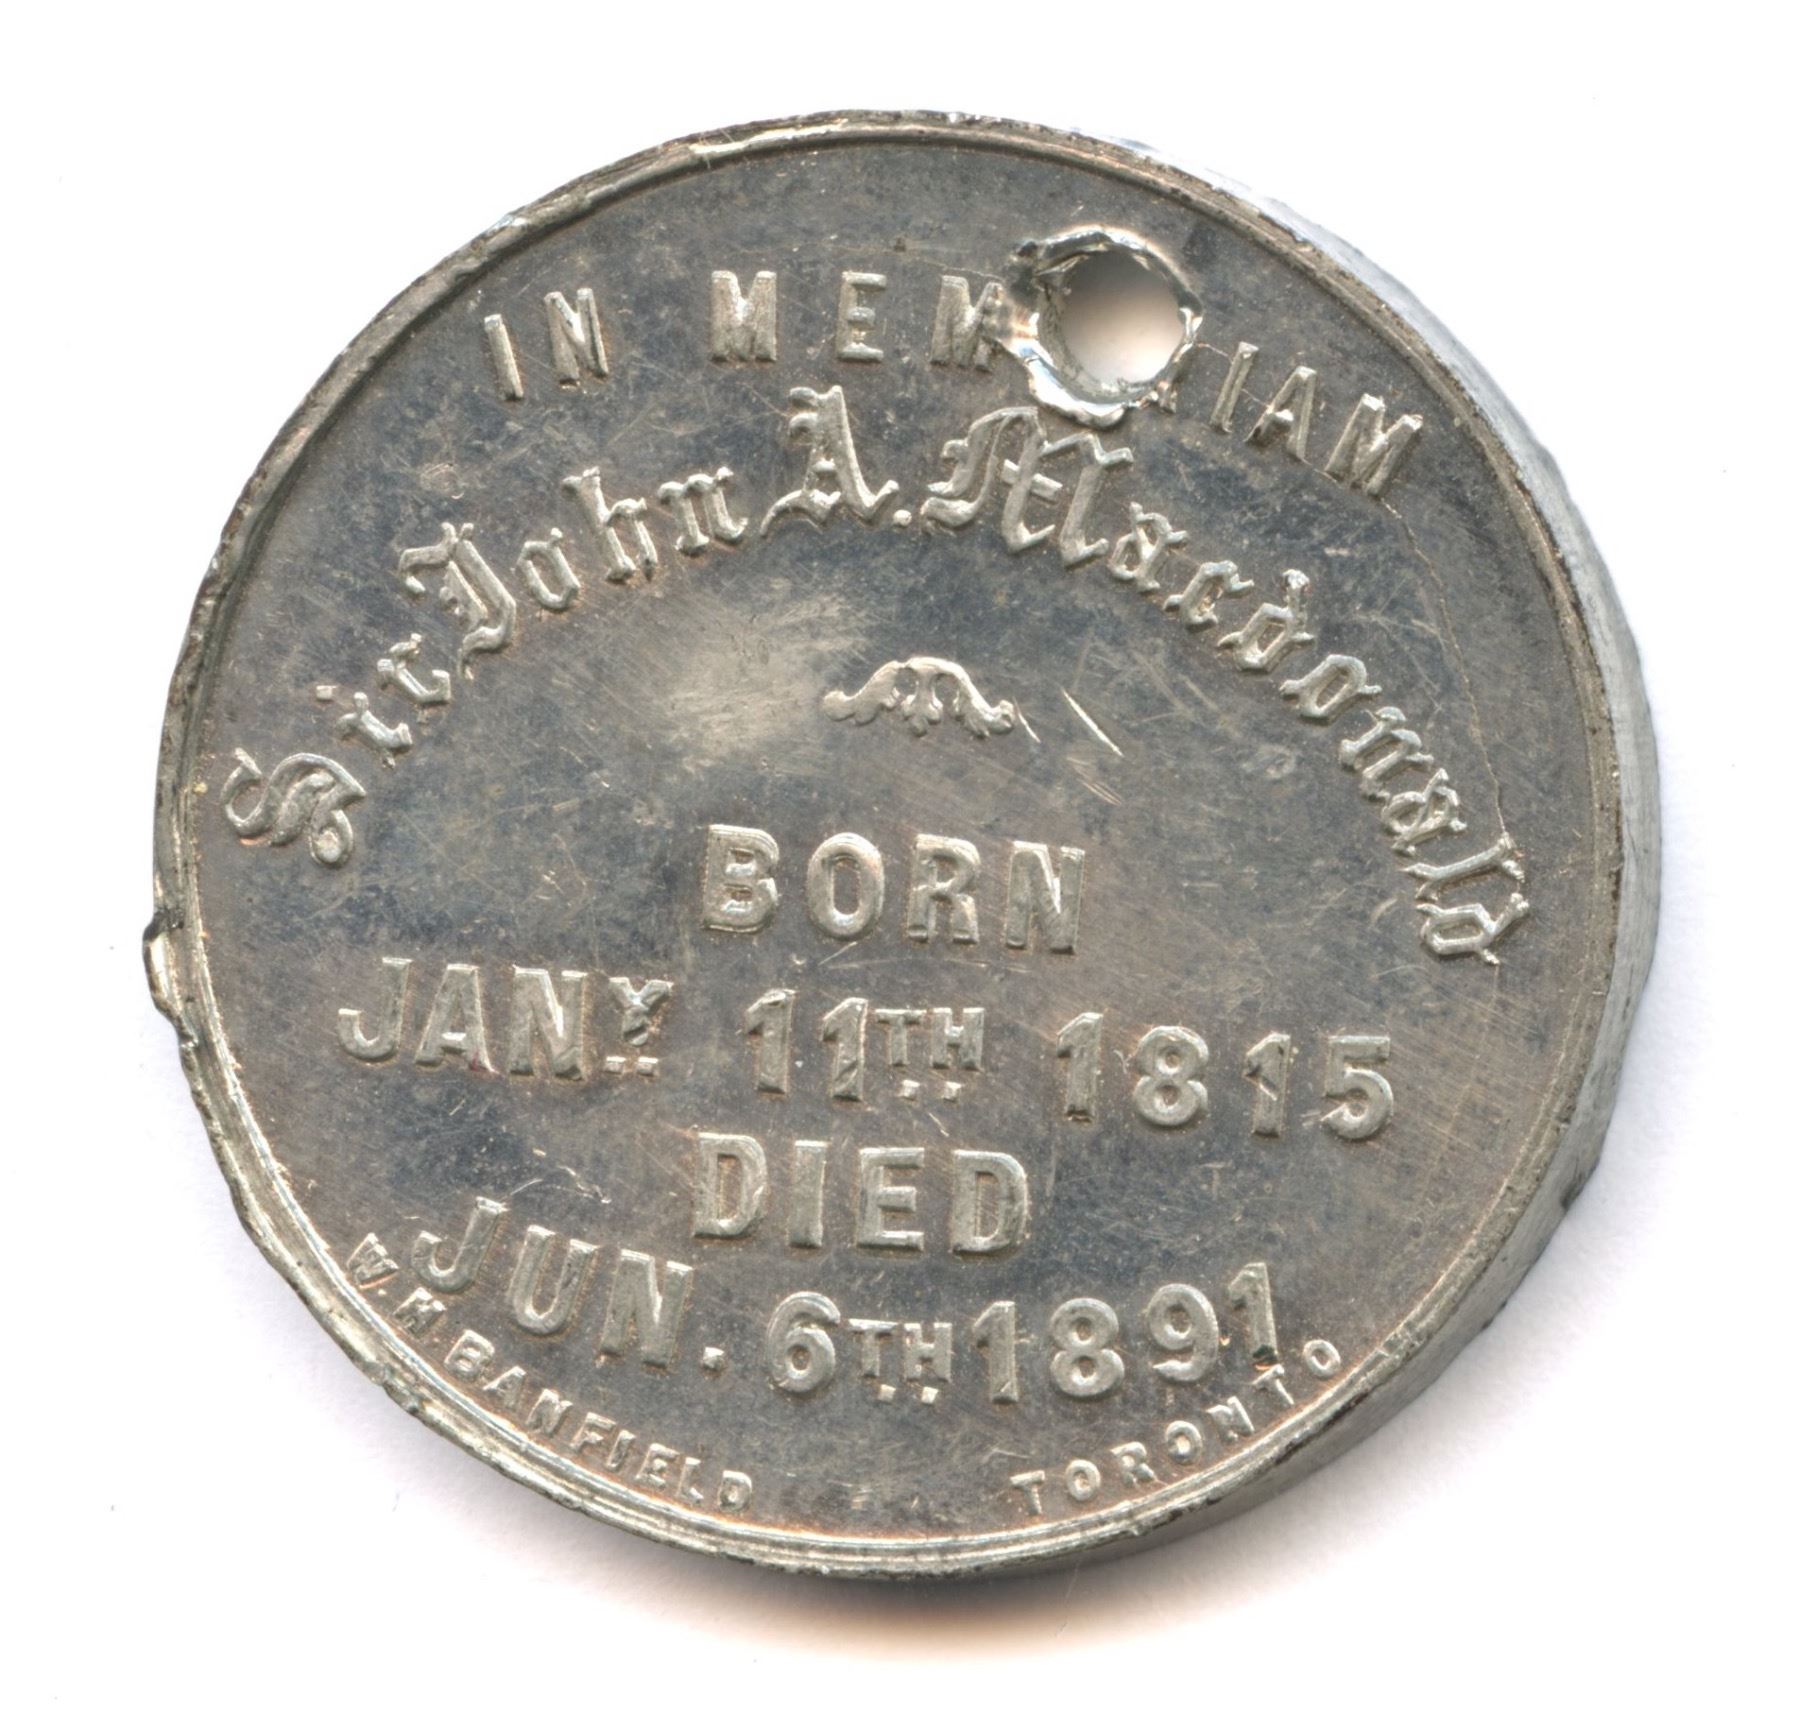 IN MEMORIAM
Sir John A. Macdonald
BORN
JANY 11TH 1815
DIED
JUN. 6TH 1891
W. H. BANFIELD TORONTO